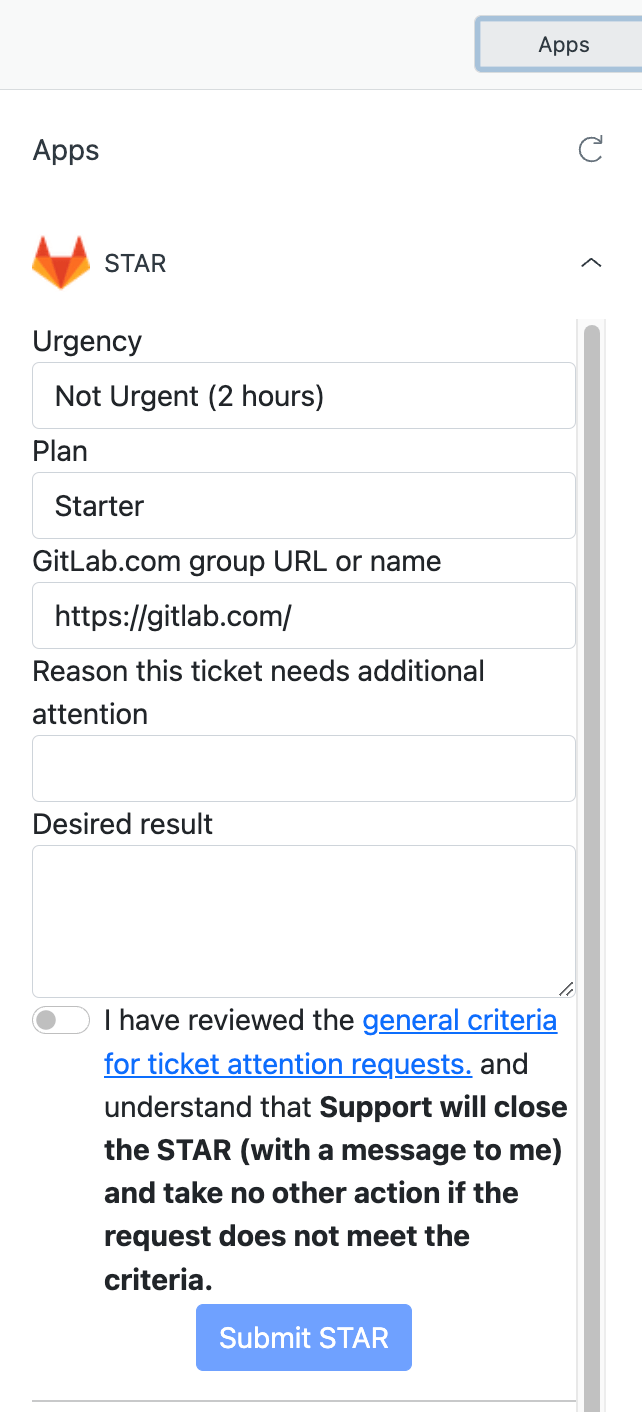 Apps
Apps
STAR
Urgency
Not Urgent (2 hours)
Plan
Starter
GitLab.com group URL or name
https://gitlab.com/
Reason this ticket needs additional
attention
Desired result
I have reviewed the general criteria
for ticket attention requests. and
understand that Support will close
the STAR (with a message to me)
and take no other action if the
request does not meet the
criteria.
Submit STAR